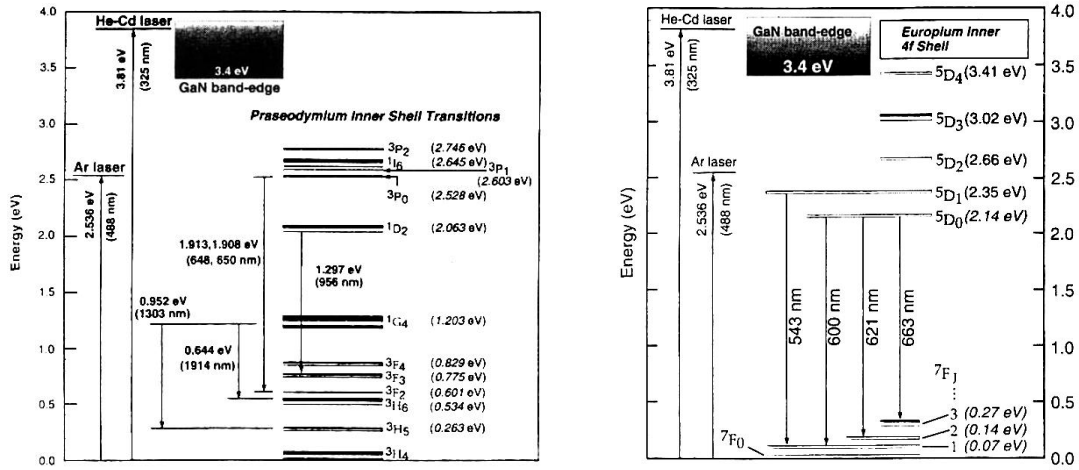 He-Cd laser
3.4 eV
GaN band-edge
3.81 eV
(325 nm)
Ar laser
2.536 eV
(488 nm)
Praseodymium Inner Shell Transitions
3P2 (2.746 eV)
1I6 (2.645 eV)
3P1
(2.603 eV)
3P0 (2.528 eV)
1D2 (2.063 eV)
1.913, 1.908 eV
(648, 650 nm)
1.297 eV
(956 nm)
0.952 eV
(1303 nm)
0.644 eV
(1914 nm)
1G4 (1.203 eV)
3F4 (0.829 eV)
3F3 (0.775 eV)
3F2 (0.601 eV)
3H6 (0.534 eV)
3H5 (0.263 eV)
3H4
Energy (eV)
4.0
3.5
3.0
2.5
2.0
1.5
1.0
0.5
0.0
He-Cd laser
GaN band-edge
3.4 eV
Europium Inner
4f Shell
3.81 eV
(325 nm)
Ar laser
2.536 eV
(488 nm)
5D4 (3.41 eV)
5D3 (3.02 eV)
5D2 (2.66 eV)
5D1 (2.35 eV)
5D0 (2.14 eV)
543 nm
600 nm
621 nm
663 nm
7FJ
3 (0.27 eV)
2 (0.14 eV)
1 (0.07 eV)
7F0
Energy (eV)
4.0
3.5
3.0
2.5
2.0
1.5
1.0
0.5
0.0